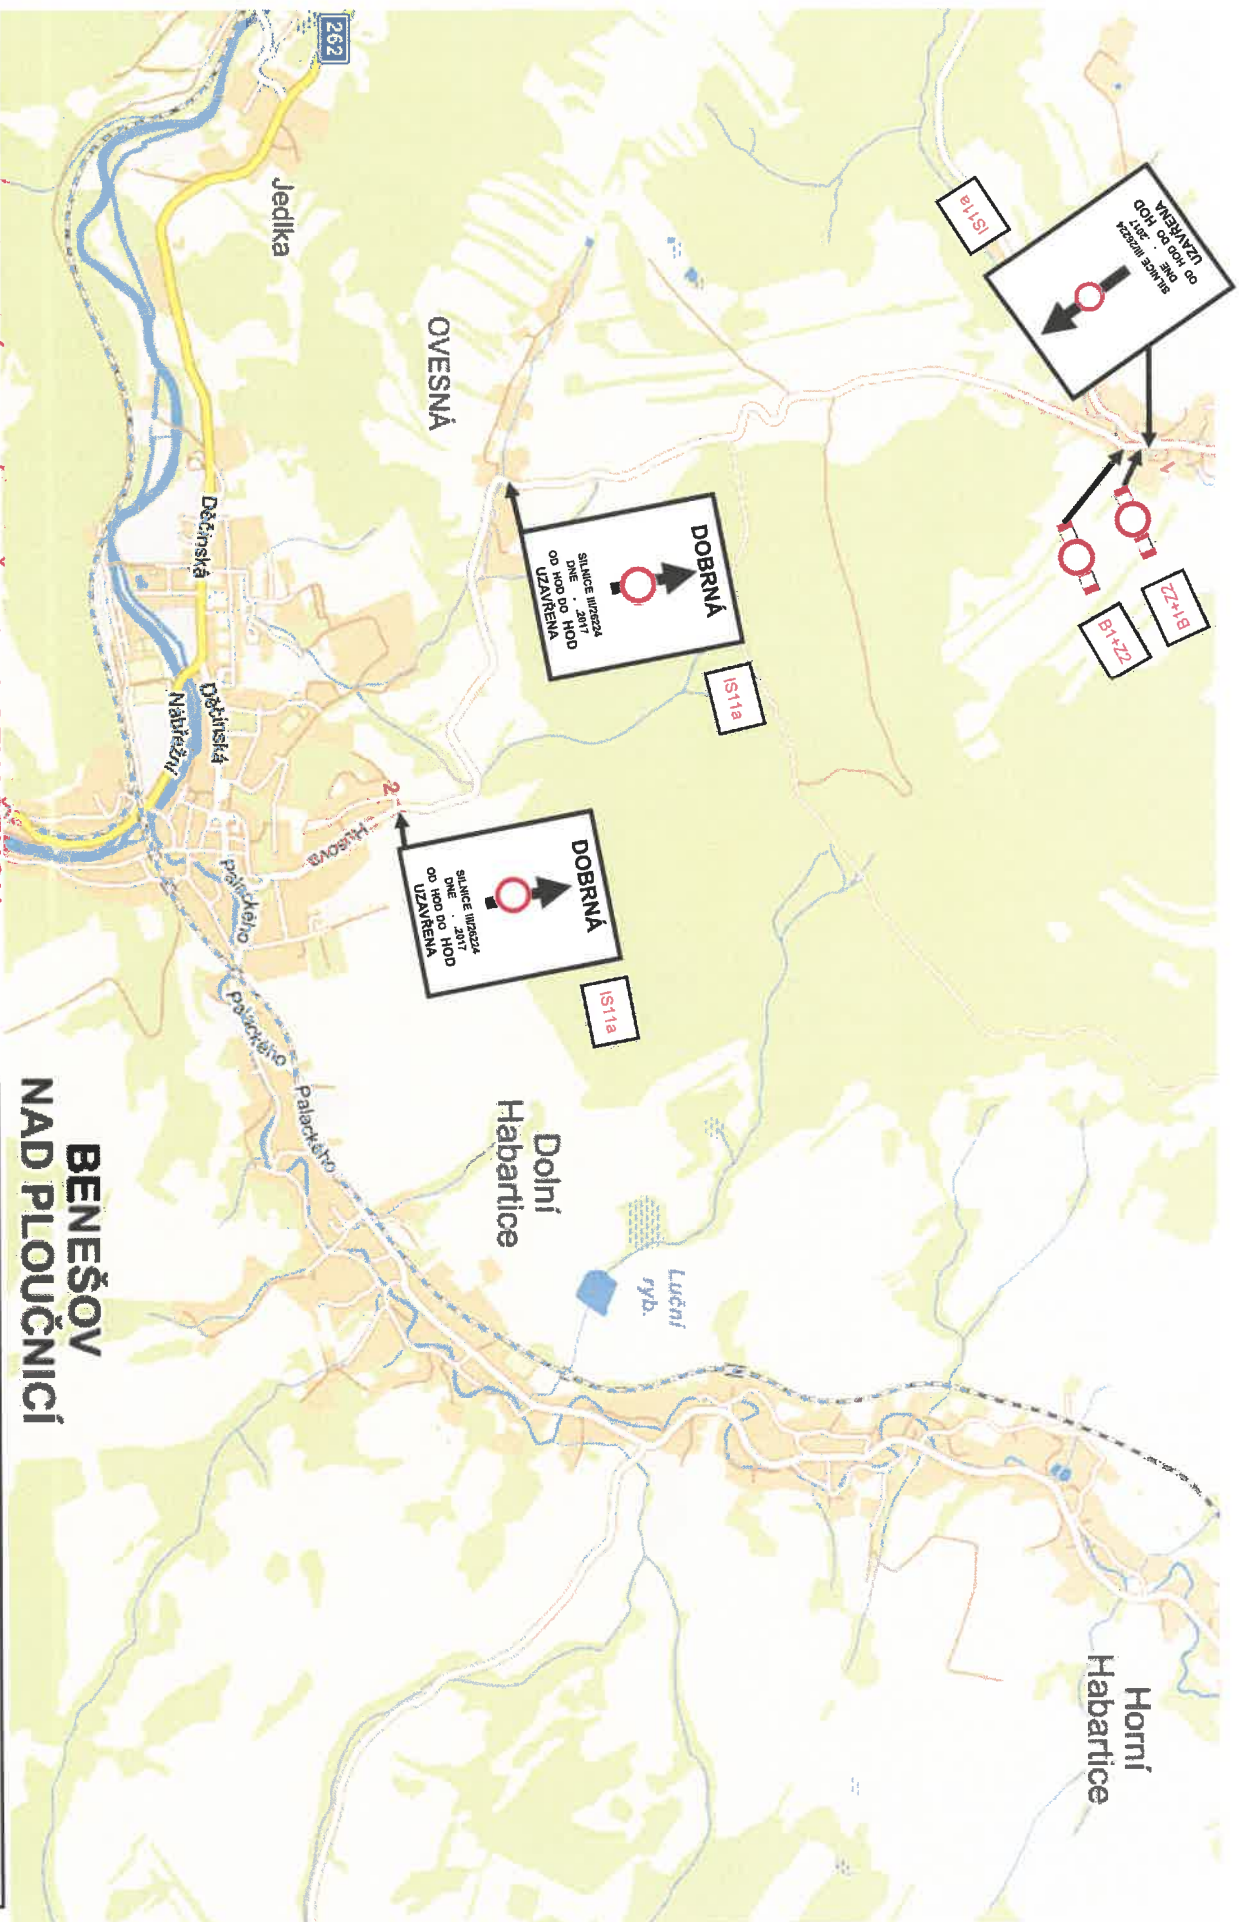 262
Jedlka
OVESNÁ
IS11a
SILNICE III/26224
DNE . .2017
OD HOD DO HOD
UZAVŘENA
1
B1+Z2
B1+Z2
DOBRNÁ
SILNICE III/26224
DNE . .2017
OD HOD DO HOD
UZAVŘENA
IS11a
Děčínská
Děčínská
Nábřežní
2
Husova
DOBRNÁ
SILNICE III/26224
DNE . .2017
OD HOD DO HOD
UZAVŘENA
IS11a
Palackého
Palackého
Palackého
Dolní
Habartice
Luční
ryb.
BENEŠOV
NAD PLOUČNICÍ
Horní
Habartice